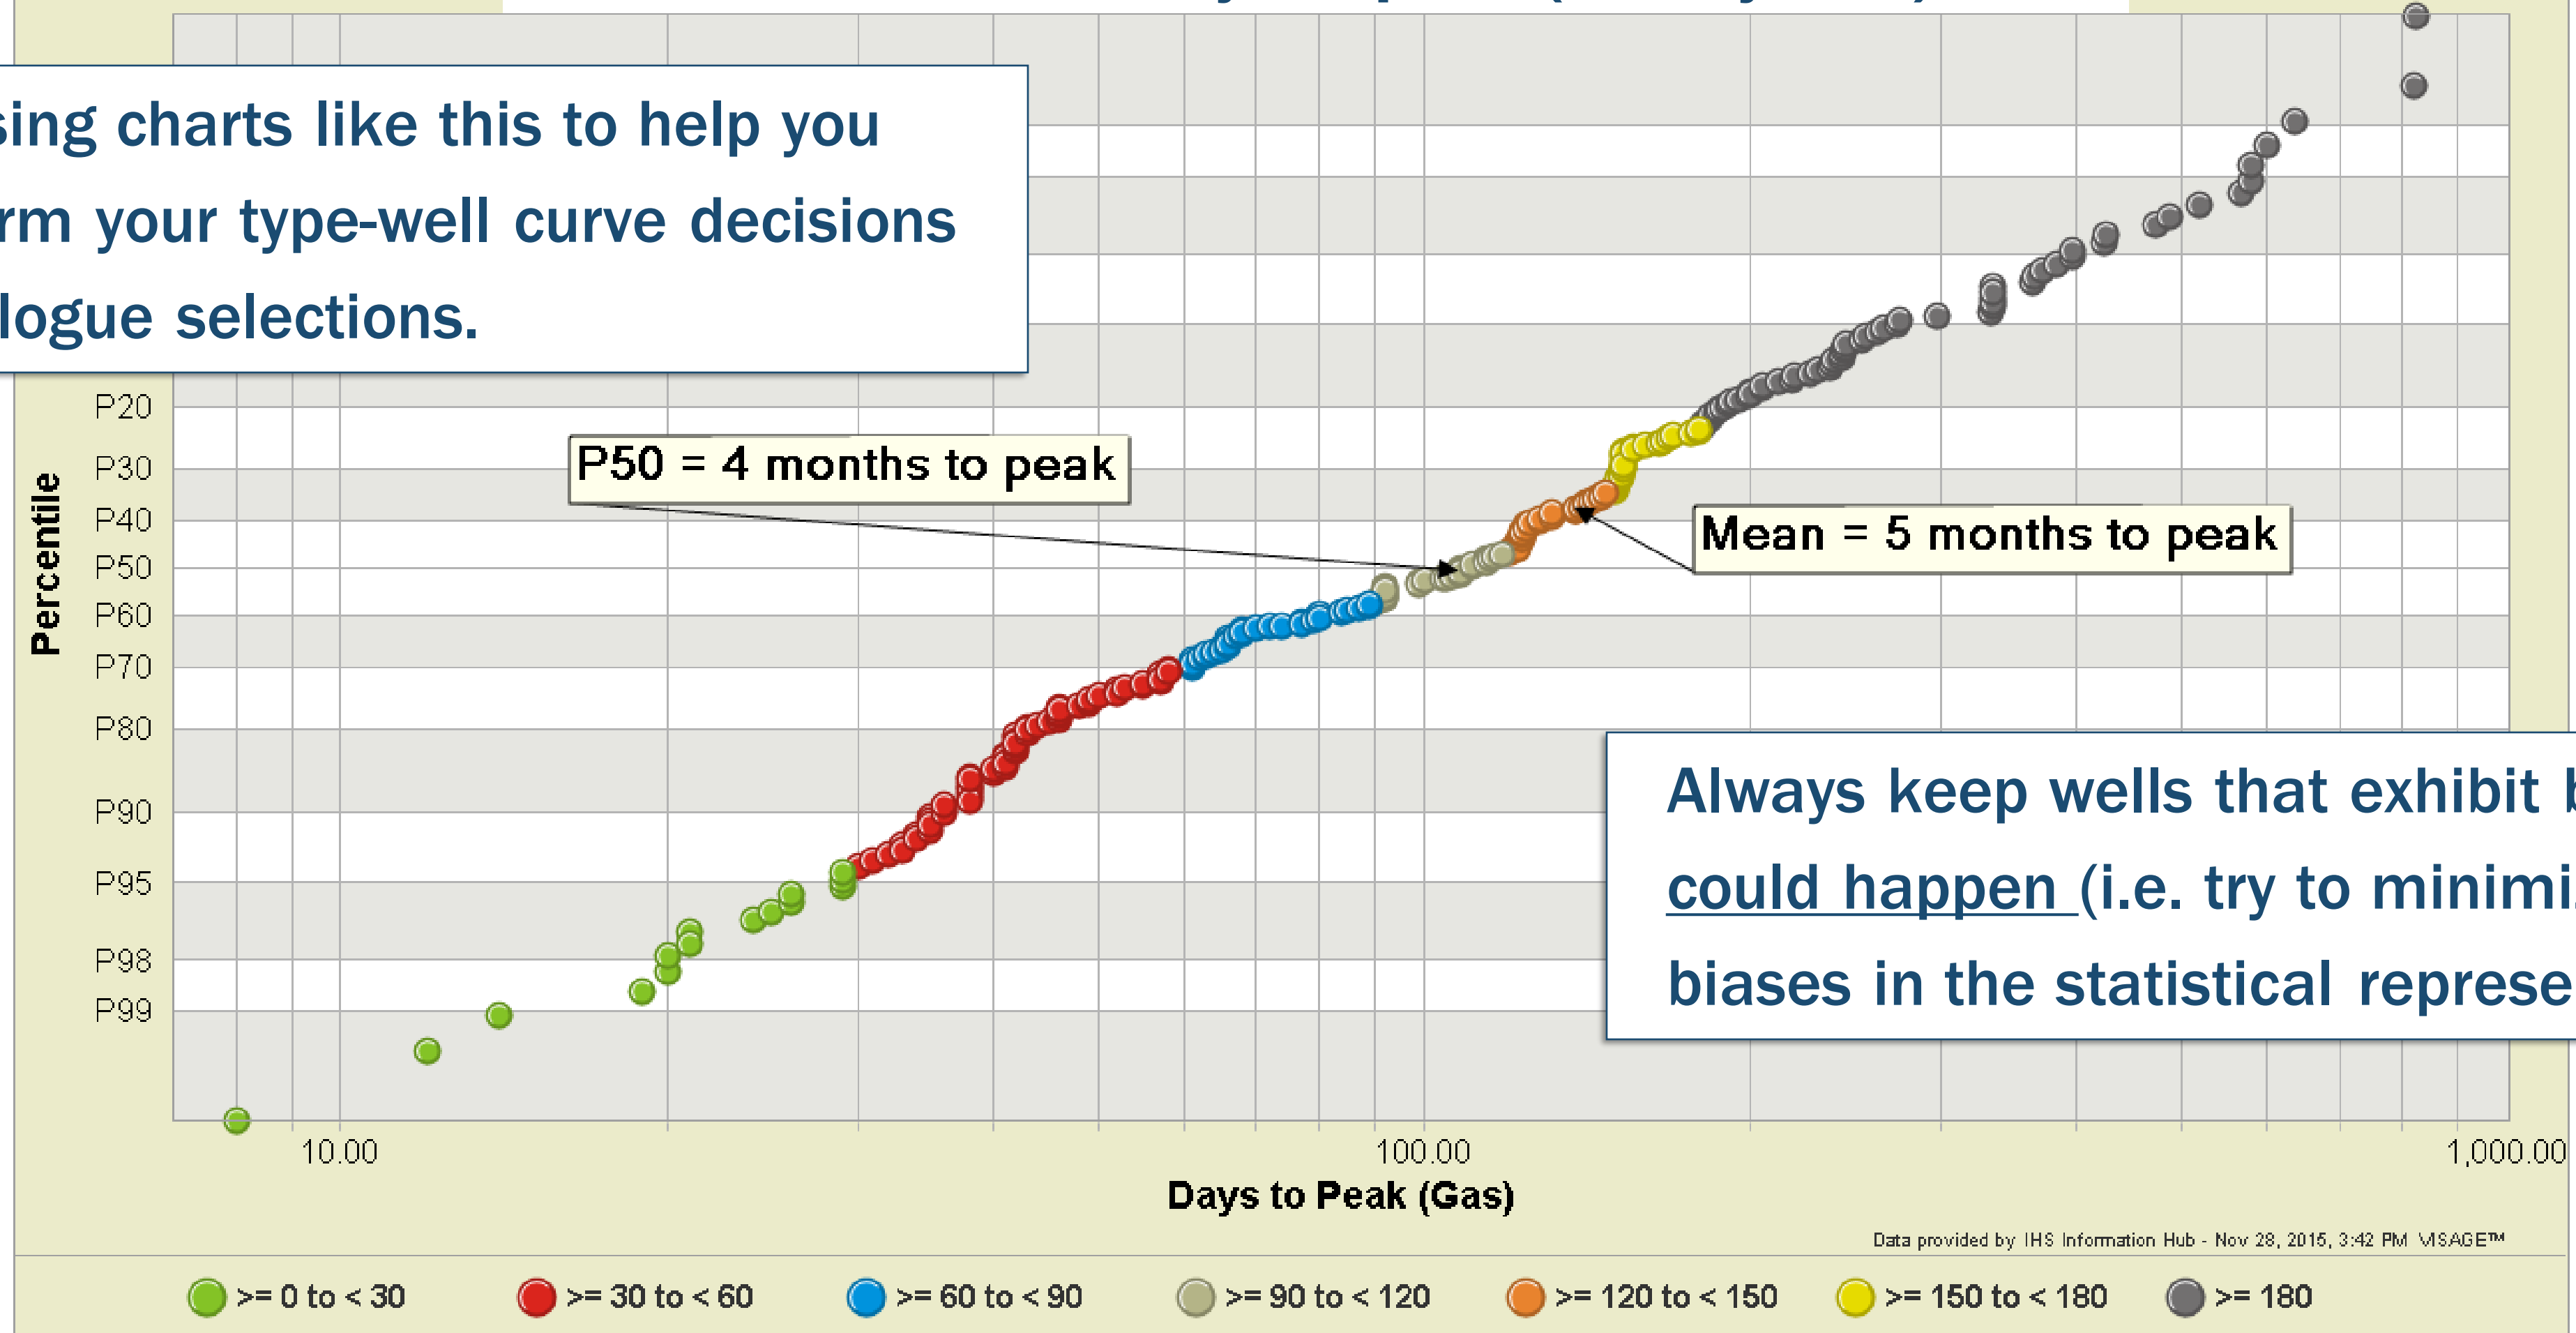 sing charts like this to help you
rm your type-well curve decisions
logue selections.
P20
P30
P40
P50
P60
P70
P80
P90
P95
P98
P99
Percentile
P50 = 4 months to peak
Mean = 5 months to peak
Always keep wells that exhibit
could happen (i.e. try to minimi
biases in the statistical represe
10.00
100.00
1,000.00
Days to Peak (Gas)
Data provided by IHS Information Hub - Nov 28, 2015, 3:42 PM VISAGE™
>= 0 to < 30
>= 30 to < 60
>= 60 to < 90
>= 90 to < 120
>= 120 to < 150
>= 150 to < 180
>= 180